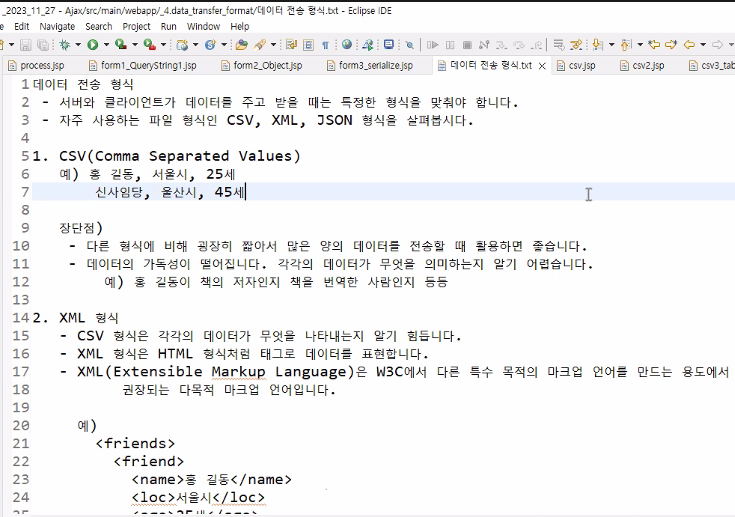 _2023_11_27 - Ajax/src/main/webapp/_4.data_transfer_format/데이터 전송 형식.txt - Eclipse IDE
Edit Navigate Search Project Run Window Help
process.jsp form1_QueryString1.jsp form2_Object.jsp form3_serialize.jsp 데이터 전송 형식.txt csv.jsp csv2.jsp csv3_tab
1 데이터 전송 형식
2 - 서버와 클라이언트가 데이터를 주고 받을 때는 특정한 형식을 맞춰야 합니다.
3 - 자주 사용하는 파일 형식인 CSV, XML, JSON 형식을 살펴봅시다.
4
5 1. CSV(Comma Separated Values)
6 예) 홍 길동, 서울시, 25세
7 신사임당, 울산시, 45세
8
9 장단점)
10 - 다른 형식에 비해 굉장히 짧아서 많은 양의 데이터를 전송할 때 활용하면 좋습니다.
11 - 데이터의 가독성이 떨어집니다. 각각의 데이터가 무엇을 의미하는지 알기 어렵습니다.
12 예) 홍 길동이 책의 저자인지 책을 번역한 사람인지 등등
13
14 2. XML 형식
15 - CSV 형식은 각각의 데이터가 무엇을 나타내는지 알기 힘듭니다.
16 - XML 형식은 HTML 형식처럼 태그로 데이터를 표현합니다.
17 - XML(Extensible Markup Language)은 W3C에서 다른 특수 목적의 마크업 언어를 만드는 용도에서
18 권장되는 다목적 마크업 언어입니다.
19
20 예)
21 <friends>
22 <friend>
23 <name>홍 길동</name>
24 <loc>서울시</loc>
25 <age>25세</age>